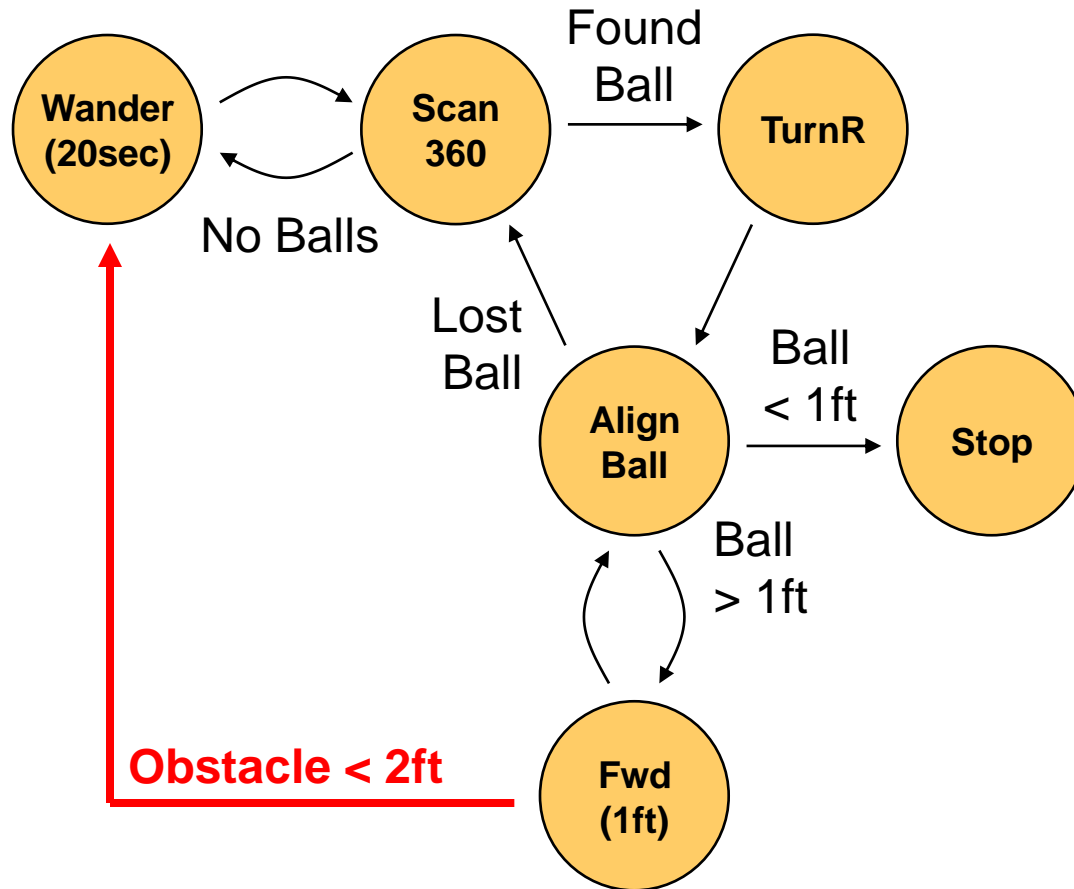 Wander
(20sec)
Scan
360
Found
Ball
TurnR
No Balls
Lost
Ball
Align
Ball
Ball
< 1ft
Stop
Ball
> 1ft
Obstacle < 2ft
Fwd
(1ft)